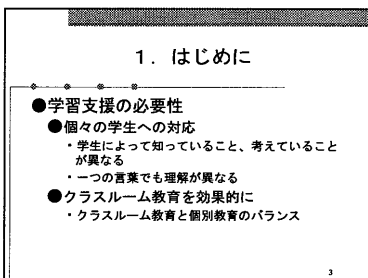 1．はじめに
●学習支援の必要性
●個々の学生への対応
・学生によって知っていること、考えていること
が異なる
・一つの言葉でも理解が異なる
●クラスルーム教育を効果的に
・クラスルーム教育と個別教育のバランス
3